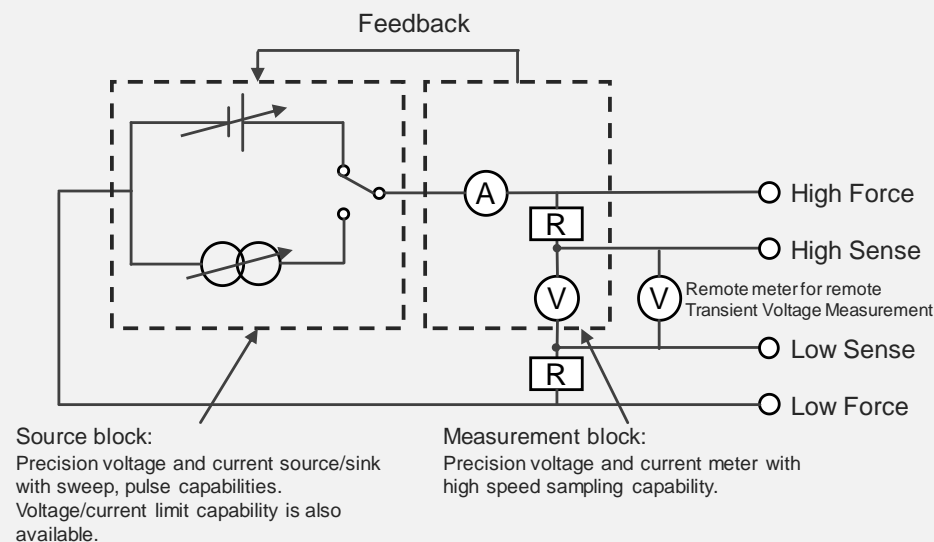 Feedback
A
High Force
R
High Sense
V
V
Remote meter for remote
Transient Voltage Measurement
Low Sense
R
Low Force
Source block:
Precision voltage and current source/sink
with sweep, pulse capabilities.
Voltage/current limit capability is also
available.
Measurement block:
Precision voltage and current meter with
high speed sampling capability.